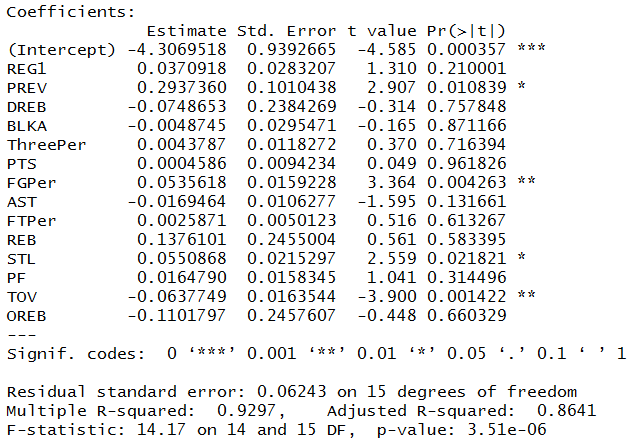 Coefficients:
              Estimate Std. Error t value Pr(>|t|)
(Intercept) -4.3069518  0.9392665  -4.585 0.000357 ***
REG1         0.0370918  0.0283207   1.310 0.210001
PREV         0.2937360  0.1010438   2.907 0.010839 *
DREB        -0.0748653  0.2384269  -0.314 0.757848
BLKA        -0.0048745  0.0295471  -0.165 0.871166
ThreePer     0.0043787  0.0118272   0.370 0.716394
PTS          0.0004586  0.0094234   0.049 0.961826
FGPer        0.0535618  0.0159228   3.364 0.004263 **
AST         -0.0169464  0.0106277  -1.595 0.131661
FTPer        0.0025871  0.0050123   0.516 0.613267
REB          0.1376101  0.2455004   0.561 0.583395
STL          0.0550868  0.0215297   2.559 0.021821 *
PF           0.0164790  0.0158345   1.041 0.314496
TOV         -0.0637749  0.0163544  -3.900 0.001422 **
OREB        -0.1101797  0.2457607  -0.448 0.660329
---
Signif. codes:  0 ‘***’ 0.001 ‘**’ 0.01 ‘*’ 0.05 ‘.’ 0.1 ‘ ’ 1
Residual standard error: 0.06243 on 15 degrees of freedom
Multiple R-squared:  0.9297,    Adjusted R-squared:  0.8641
F-statistic: 14.17 on 14 and 15 DF,  p-value: 3.51e-06